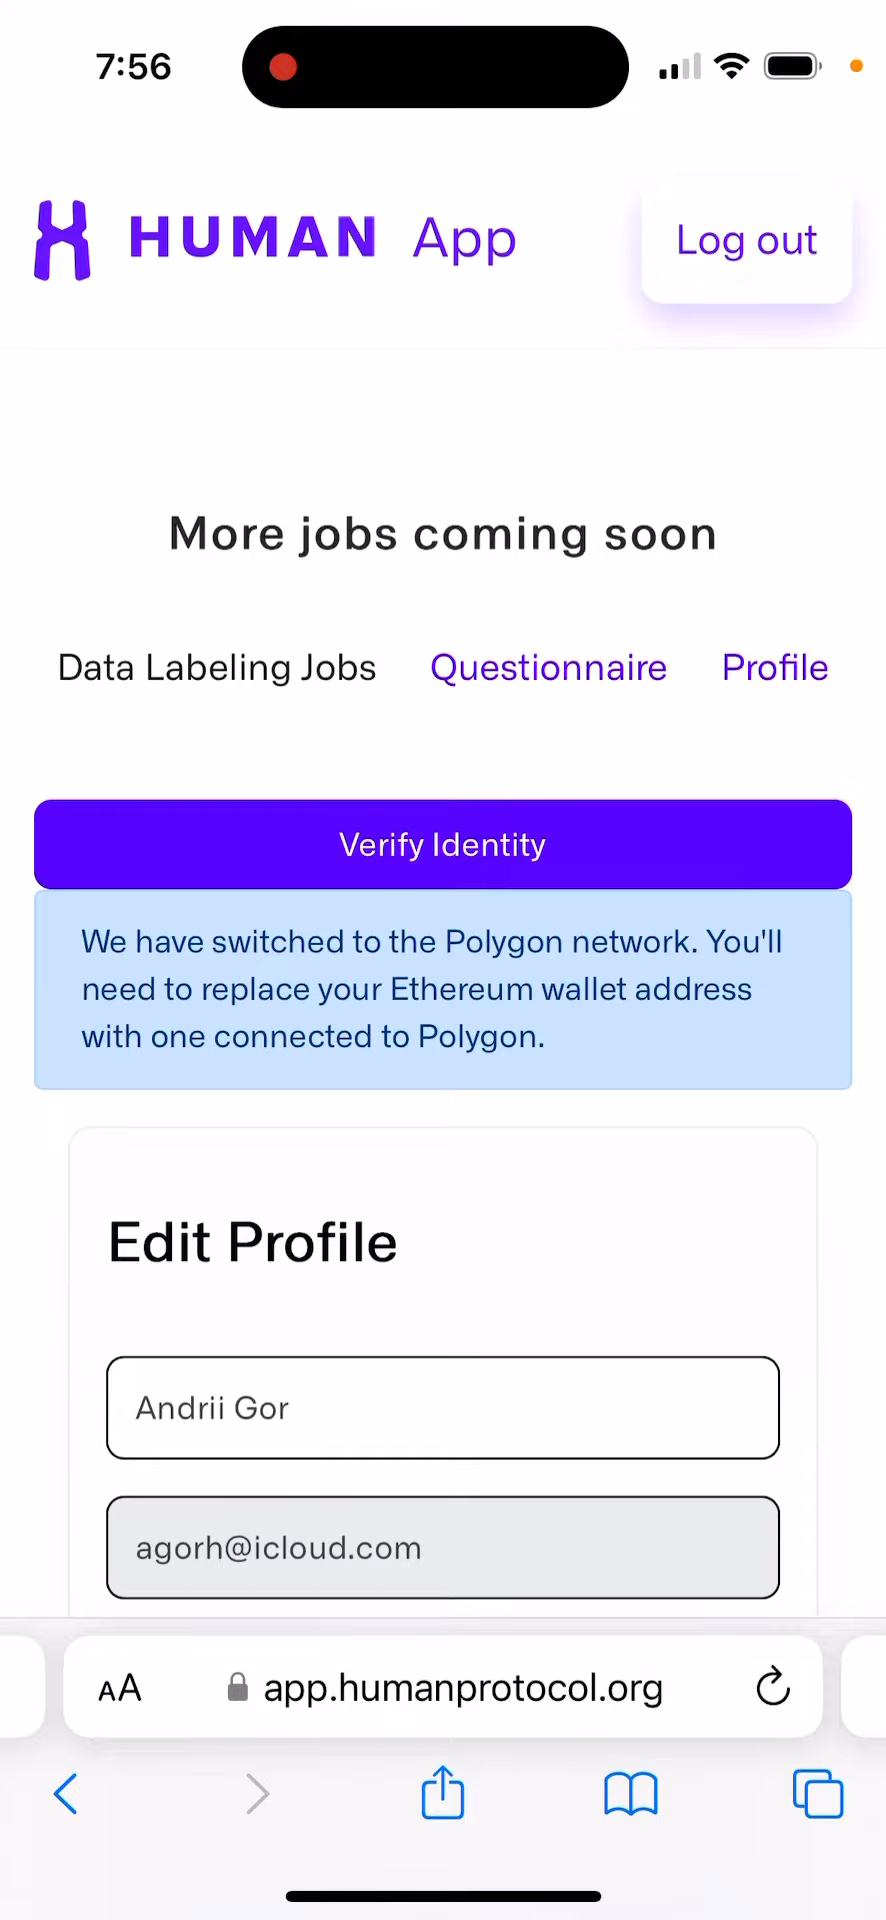 7:56
HUMAN App
Log out
More jobs coming soon
Data Labeling Jobs
Questionnaire
Profile
Verify Identity
We have switched to the Polygon network. You'll
need to replace your Ethereum wallet address
with one connected to Polygon.
Edit Profile
Andrii Gor
agorh@icloud.com
AA
app.humanprotocol.org